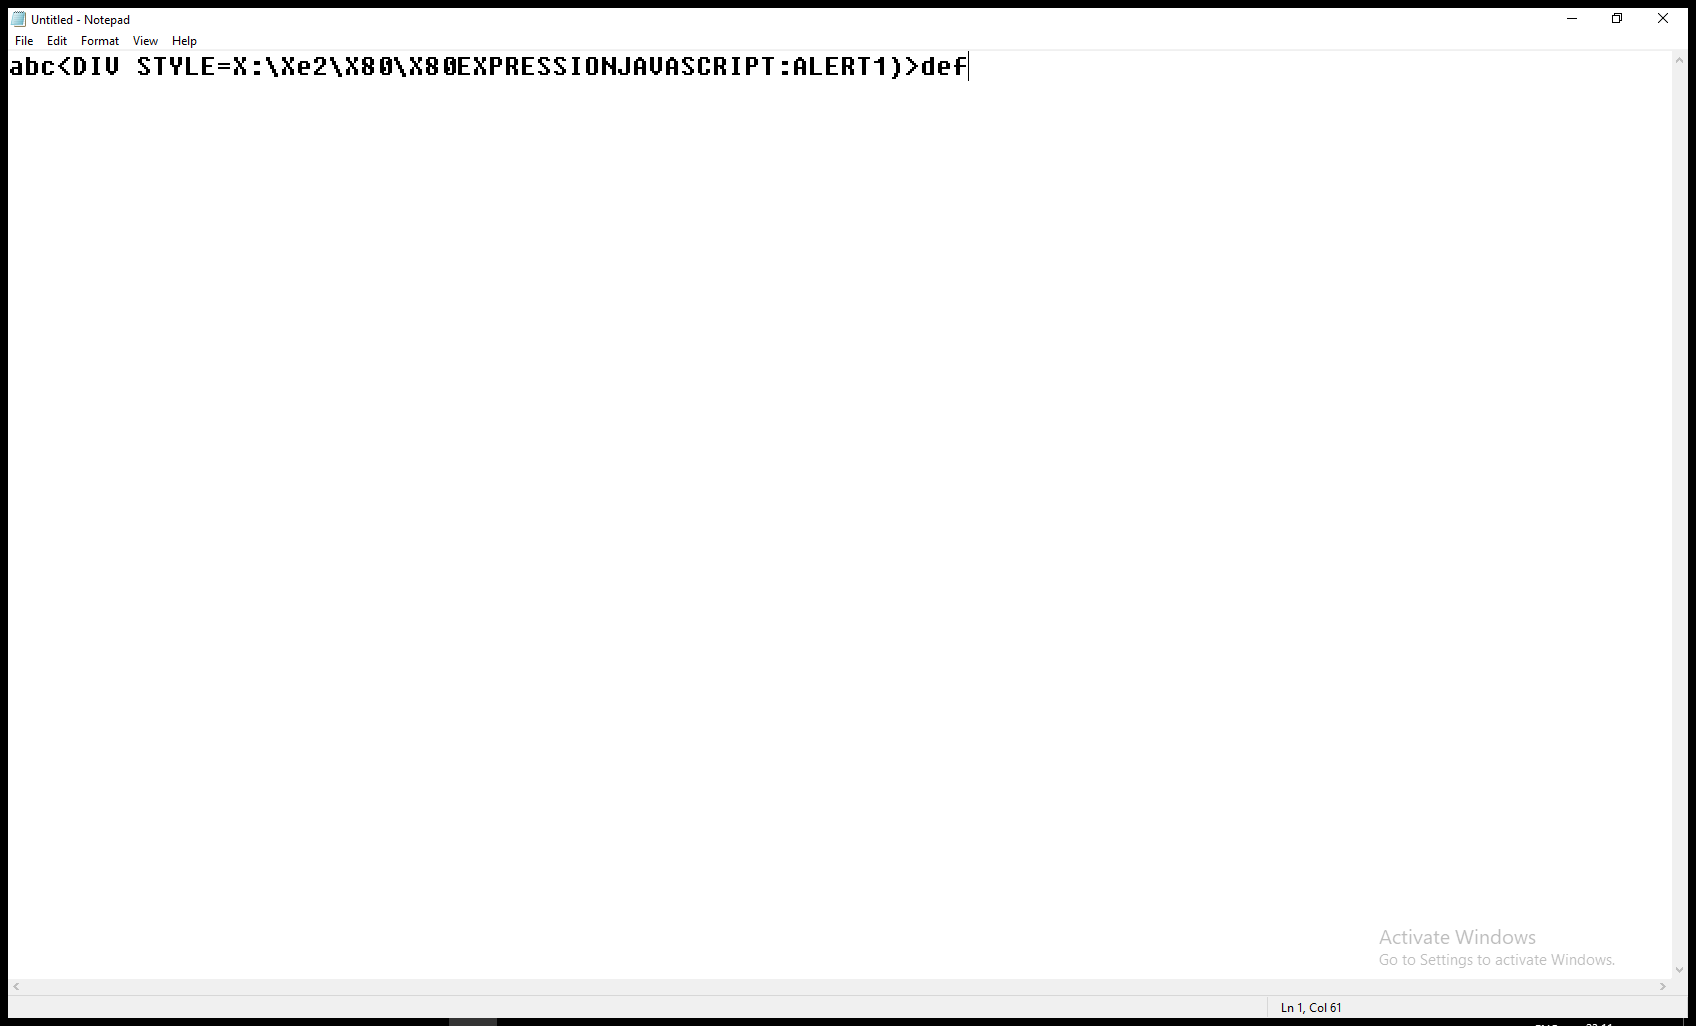 Untitled - Notepad
File Edit Format View Help
abc<DIV STYLE=X:\Xe2\X80\X80EXPRESSIONJAVASCRIPT:ALERT1)>def
Activate Windows
Go to Settings to activate Windows.
Ln 1, Col 61